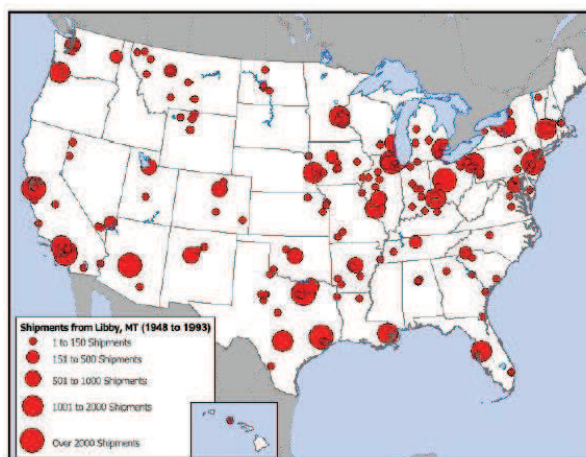 Shipments from Libby, MT (1948 to 1993)
1 to 150 Shipments
151 to 500 Shipments
501 to 1000 Shipments
1001 to 2000 Shipments
Over 2000 Shipments